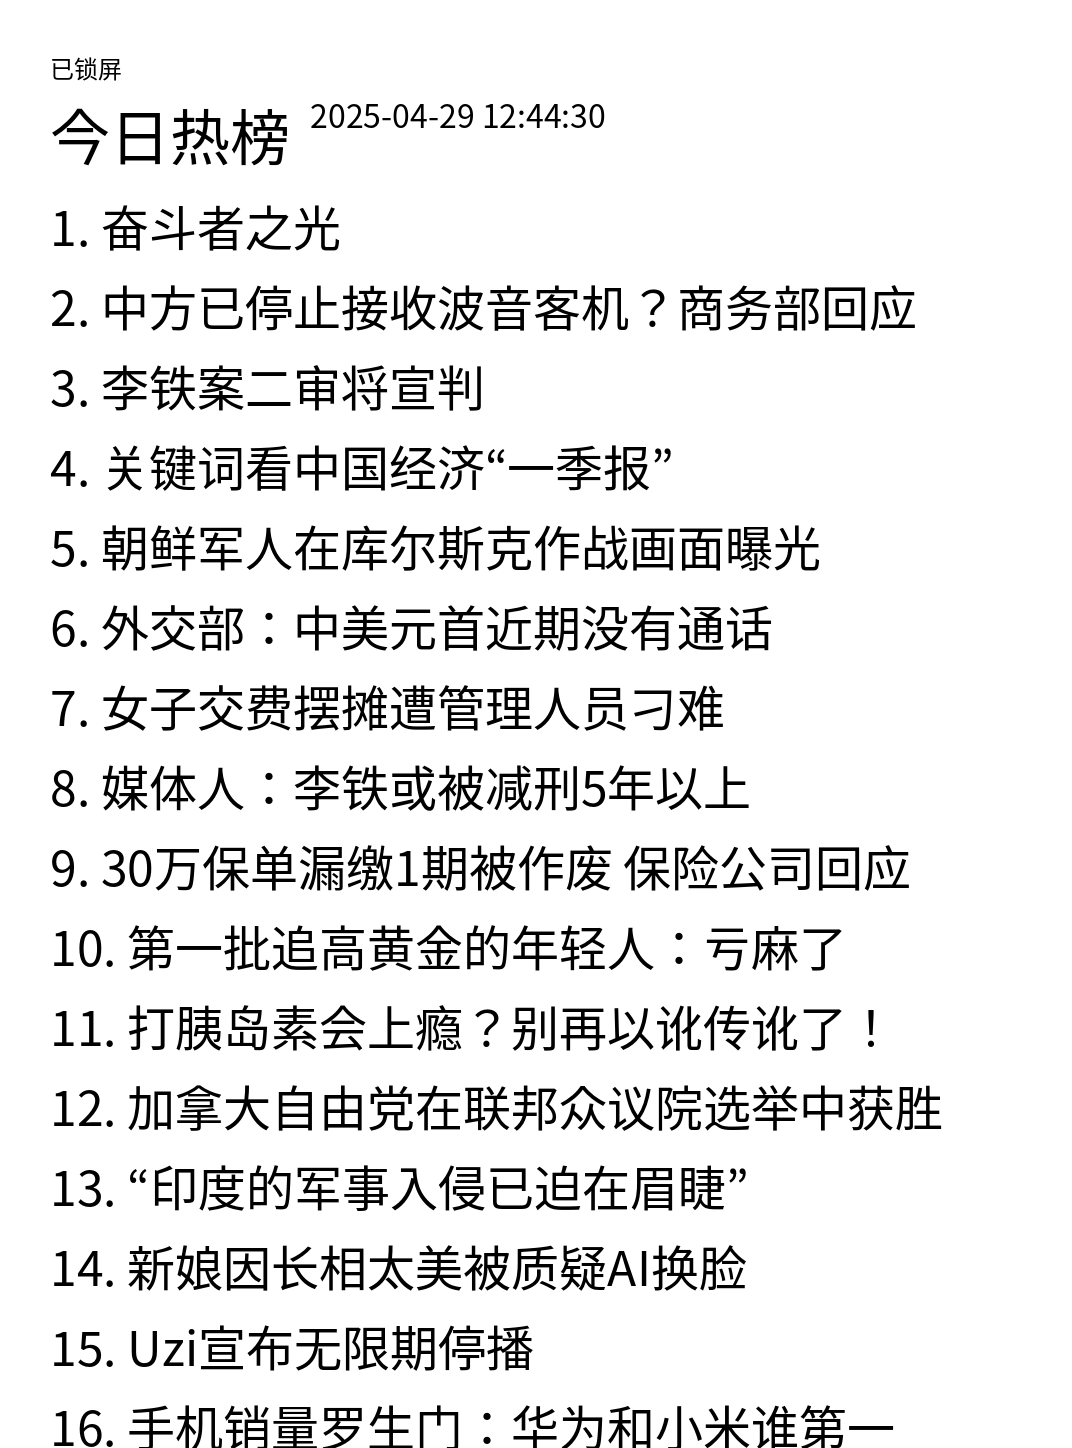 已锁屏
今日热榜 2025-04-29 12:44:30
1. 奋斗者之光
2. 中方已停止接收波音客机？商务部回应
3. 李铁案二审将宣判
4. 关键词看中国经济“一季报”
5. 朝鲜军人在库尔斯克作战画面曝光
6. 外交部：中美元首近期没有通话
7. 女子交费摆摊遭管理人员刁难
8. 媒体人：李铁或被减刑5年以上
9. 30万保单漏缴1期被作废 保险公司回应
10. 第一批追高黄金的年轻人：亏麻了
11. 打胰岛素会上瘾？别再以讹传讹了！
12. 加拿大自由党在联邦众议院选举中获胜
13. “印度的军事入侵已迫在眉睫”
14. 新娘因长相太美被质疑AI换脸
15. Uzi宣布无限期停播
16. 手机销量罗生门：华为和小米谁第一